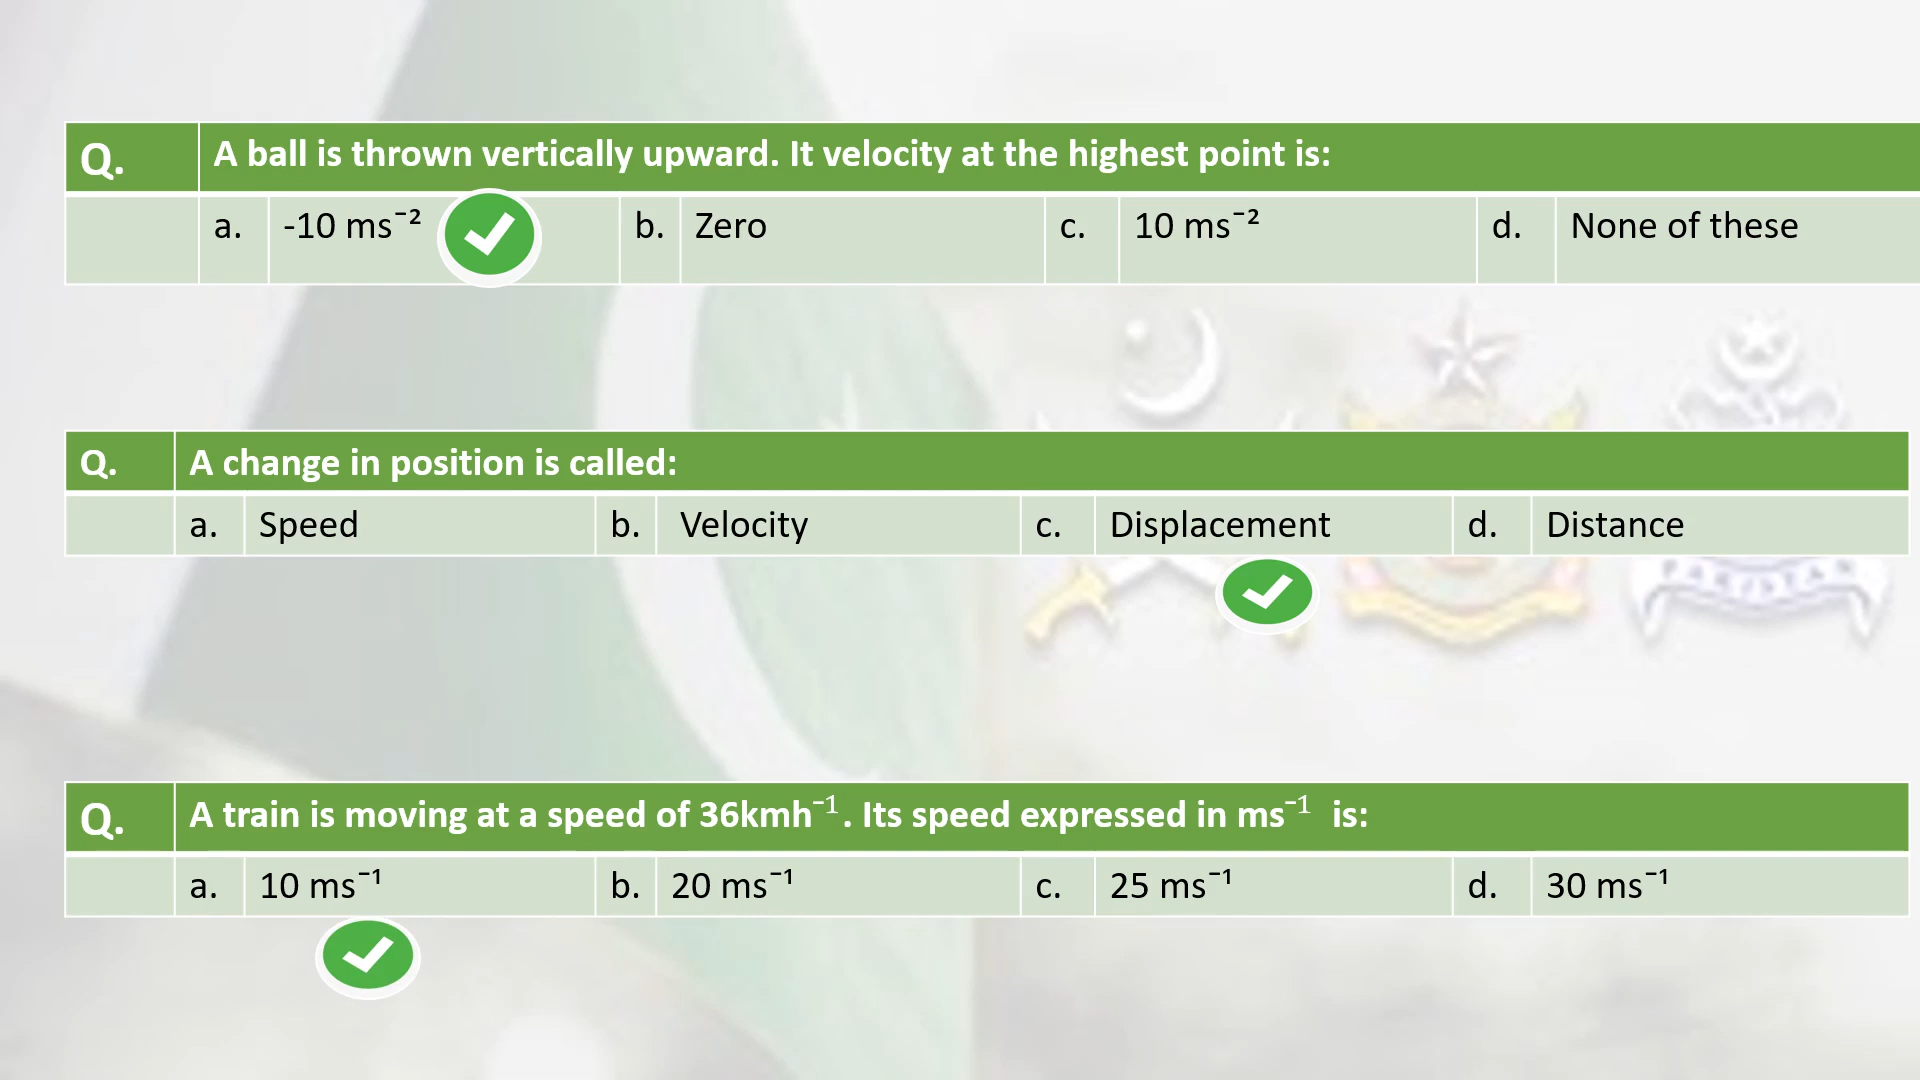 Q. A ball is thrown vertically upward. It velocity at the highest point is:
a. -10 ms⁻² b. Zero c. 10 ms⁻² d. None of these
Q. A change in position is called:
a. Speed b. Velocity c. Displacement d. Distance
Q. A train is moving at a speed of 36kmh⁻¹. Its speed expressed in ms⁻¹ is:
a. 10 ms⁻¹ b. 20 ms⁻¹ c. 25 ms⁻¹ d. 30 ms⁻¹